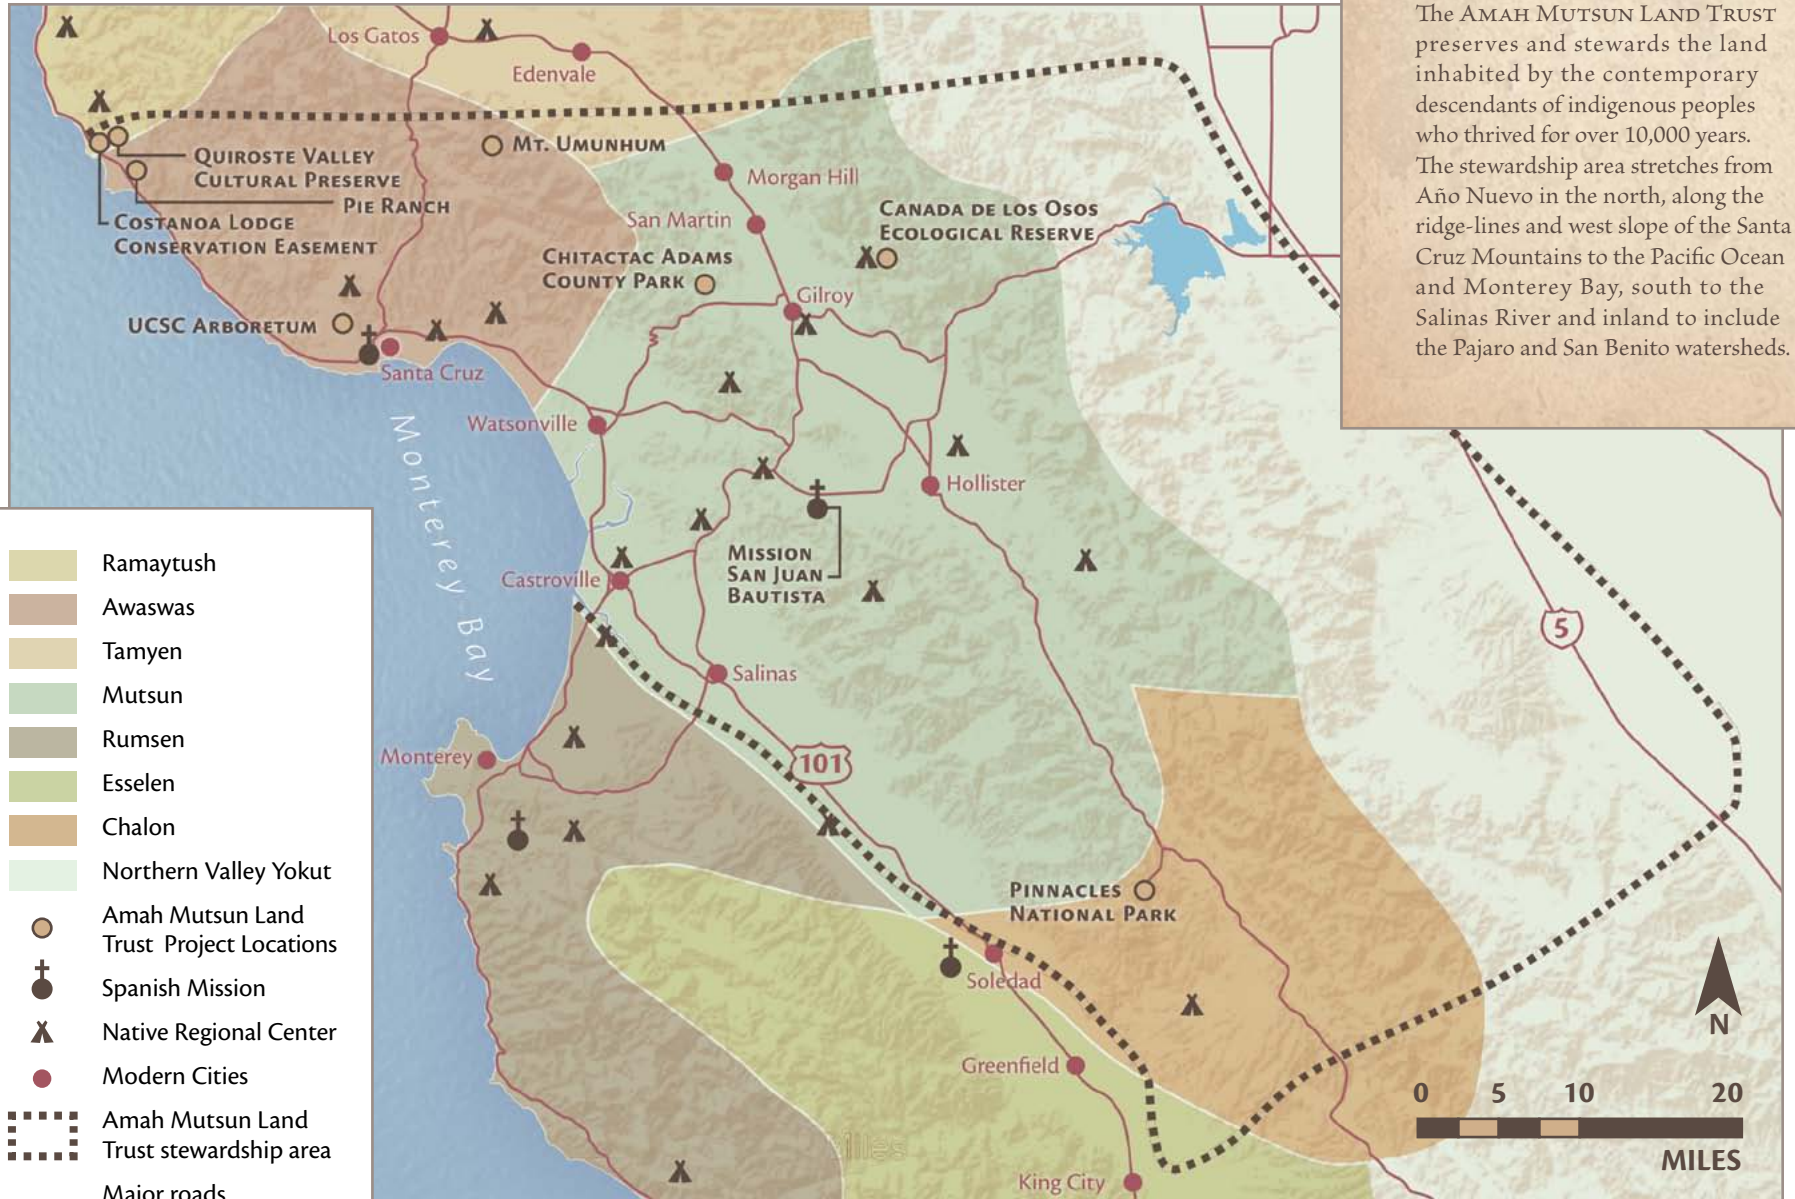 The Amah Mutsun Land Trust
preserves and stewards the land
inhabited by the contemporary
descendants of indigenous peoples
who thrived for over 10,000 years.
The stewardship area stretches from
Año Nuevo in the north, along the
ridge-lines and west slope of the Santa
Cruz Mountains to the Pacific Ocean
and Monterey Bay, south to the
Salinas River and inland to include
the Pajaro and San Benito watersheds.
Los Gatos
Edenvale
Mt. Umunhum
Quiroste Valley
Cultural Preserve
Pie Ranch
Costanoa Lodge
Conservation Easement
Morgan Hill
San Martin
Canada de los Osos
Ecological Reserve
Chitactac Adams
County Park
Gilroy
UCSC Arboretum
Santa Cruz
Watsonville
Monterey Bay
Hollister
Mission
San Juan
Bautista
Castroville
Salinas
5
Monterey
101
Pinnacles
National Park
Soledad
Greenfield
King City
Miles
Ramaytush
Awaswas
Tamyen
Mutsun
Rumsen
Esselen
Chalon
Northern Valley Yokut
Amah Mutsun Land
Trust Project Locations
Spanish Mission
Native Regional Center
Modern Cities
Amah Mutsun Land
Trust stewardship area
Major roads
N
0 5 10 20
MILES